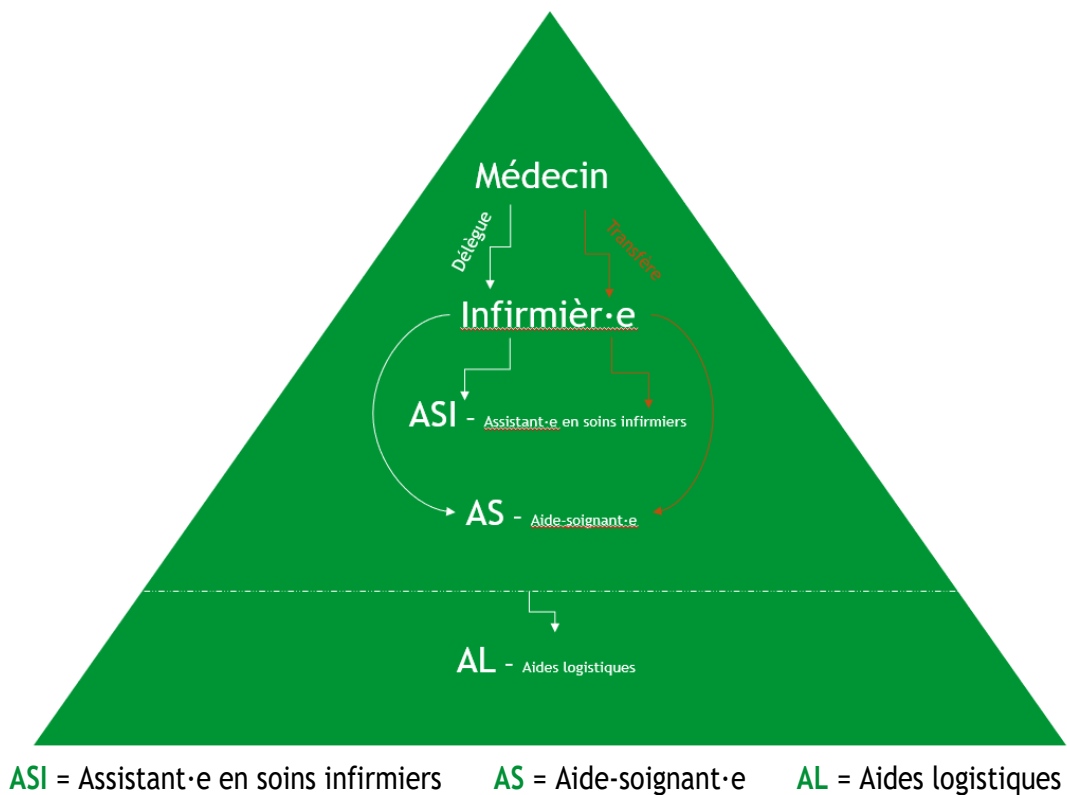 Médecin
Délègue
Transfère
Infirmièr·e
ASI - Assistant·e en soins infirmiers
AS - Aide-soignant·e
AL - Aides logistiques
ASI = Assistant·e en soins infirmiers AS = Aide-soignant·e AL = Aides logistiques